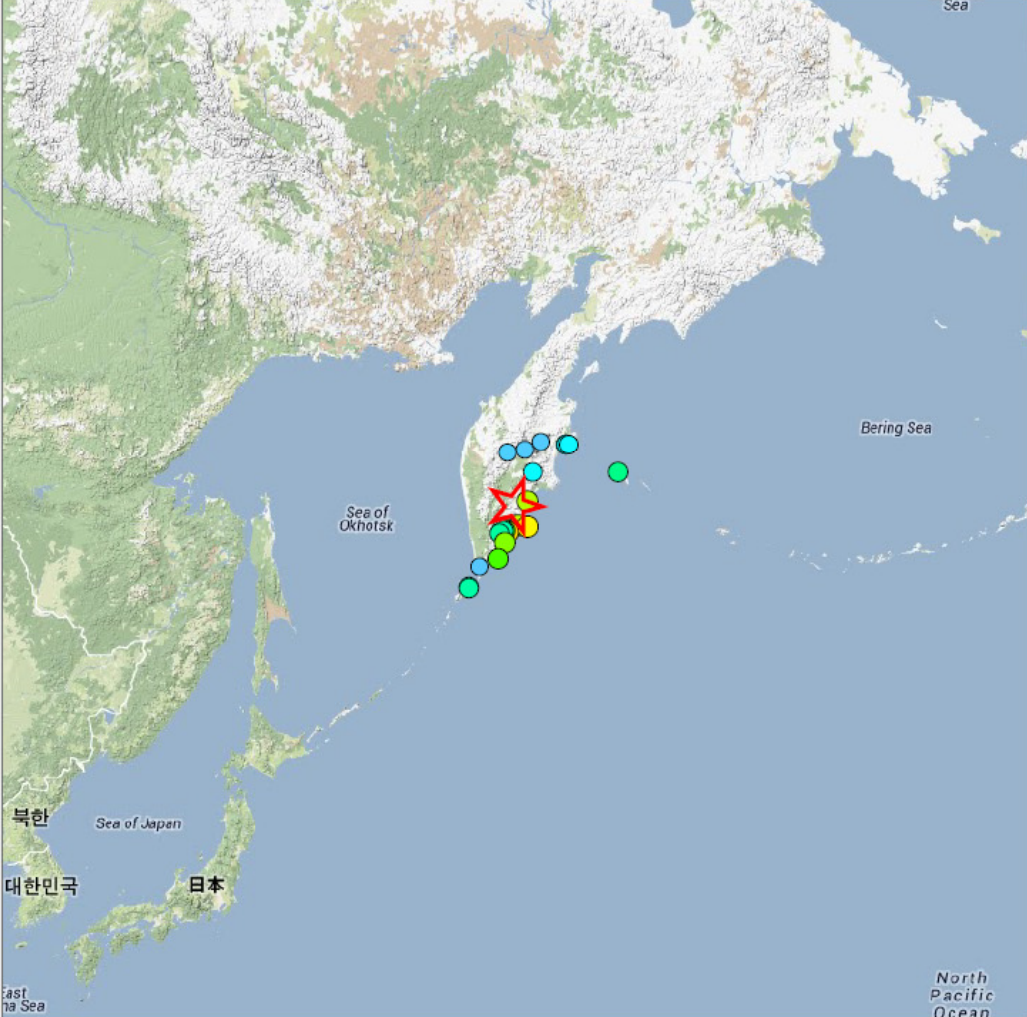 Sea
Bering Sea
Sea of
Okhotsk
북한
Sea of Japan
대한민국
日本
North
Pacific
Ocean
East
na Sea